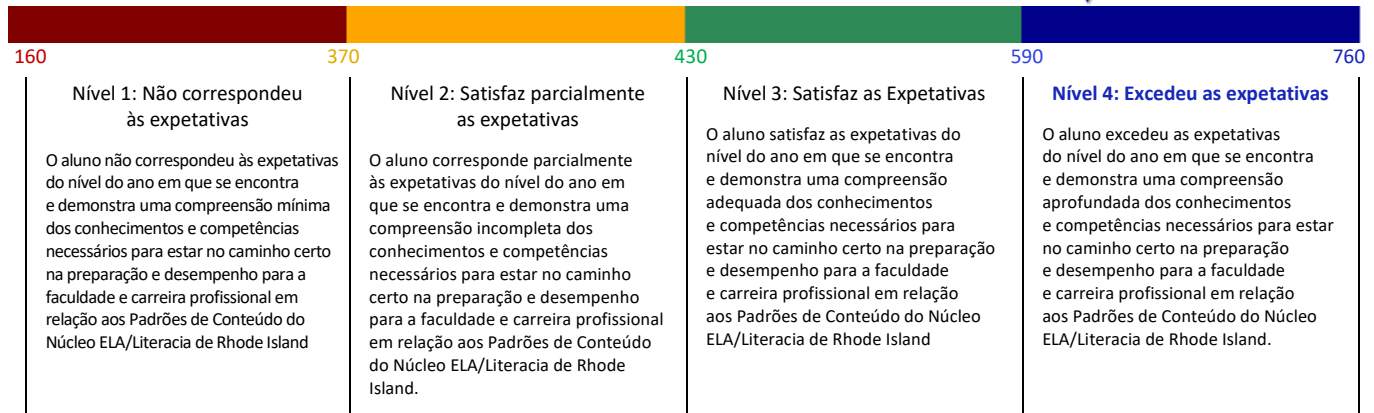 160
370
430
590
760
Nível 1: Não correspondeu
às expetativas
O aluno não correspondeu às expetativas
do nível do ano em que se encontra
e demonstra uma compreensão mínima
dos conhecimentos e competências
necessários para estar no caminho certo
na preparação e desempenho para a
faculdade e carreira profissional em
relação aos Padrões de Conteúdo do
Núcleo ELA/Literacia de Rhode Island
Nível 2: Satisfaz parcialmente
as expetativas
O aluno corresponde parcialmente
às expetativas do nível do ano em
que se encontra e demonstra uma
compreensão incompleta dos
conhecimentos e competências
necessários para estar no caminho
certo na preparação e desempenho
para a faculdade e carreira profissional
em relação aos Padrões de Conteúdo
do Núcleo ELA/Literacia de Rhode
Island.
Nível 3: Satisfaz as Expetativas
O aluno satisfaz as expetativas do
nível do ano em que se encontra
e demonstra uma compreensão
adequada dos conhecimentos
e competências necessários para
estar no caminho certo na preparação
e desempenho para a faculdade
e carreira profissional em relação
aos Padrões de Conteúdo do Núcleo
ELA/Literacia de Rhode Island
Nível 4: Excedeu as expetativas
O aluno excedeu as expetativas
do nível do ano em que se encontra
e demonstra uma compreensão
aprofundada dos conhecimentos
e competências necessários para estar
no caminho certo na preparação
e desempenho para a faculdade
e carreira profissional em relação
aos Padrões de Conteúdo do Núcleo
ELA/Literacia de Rhode Island.